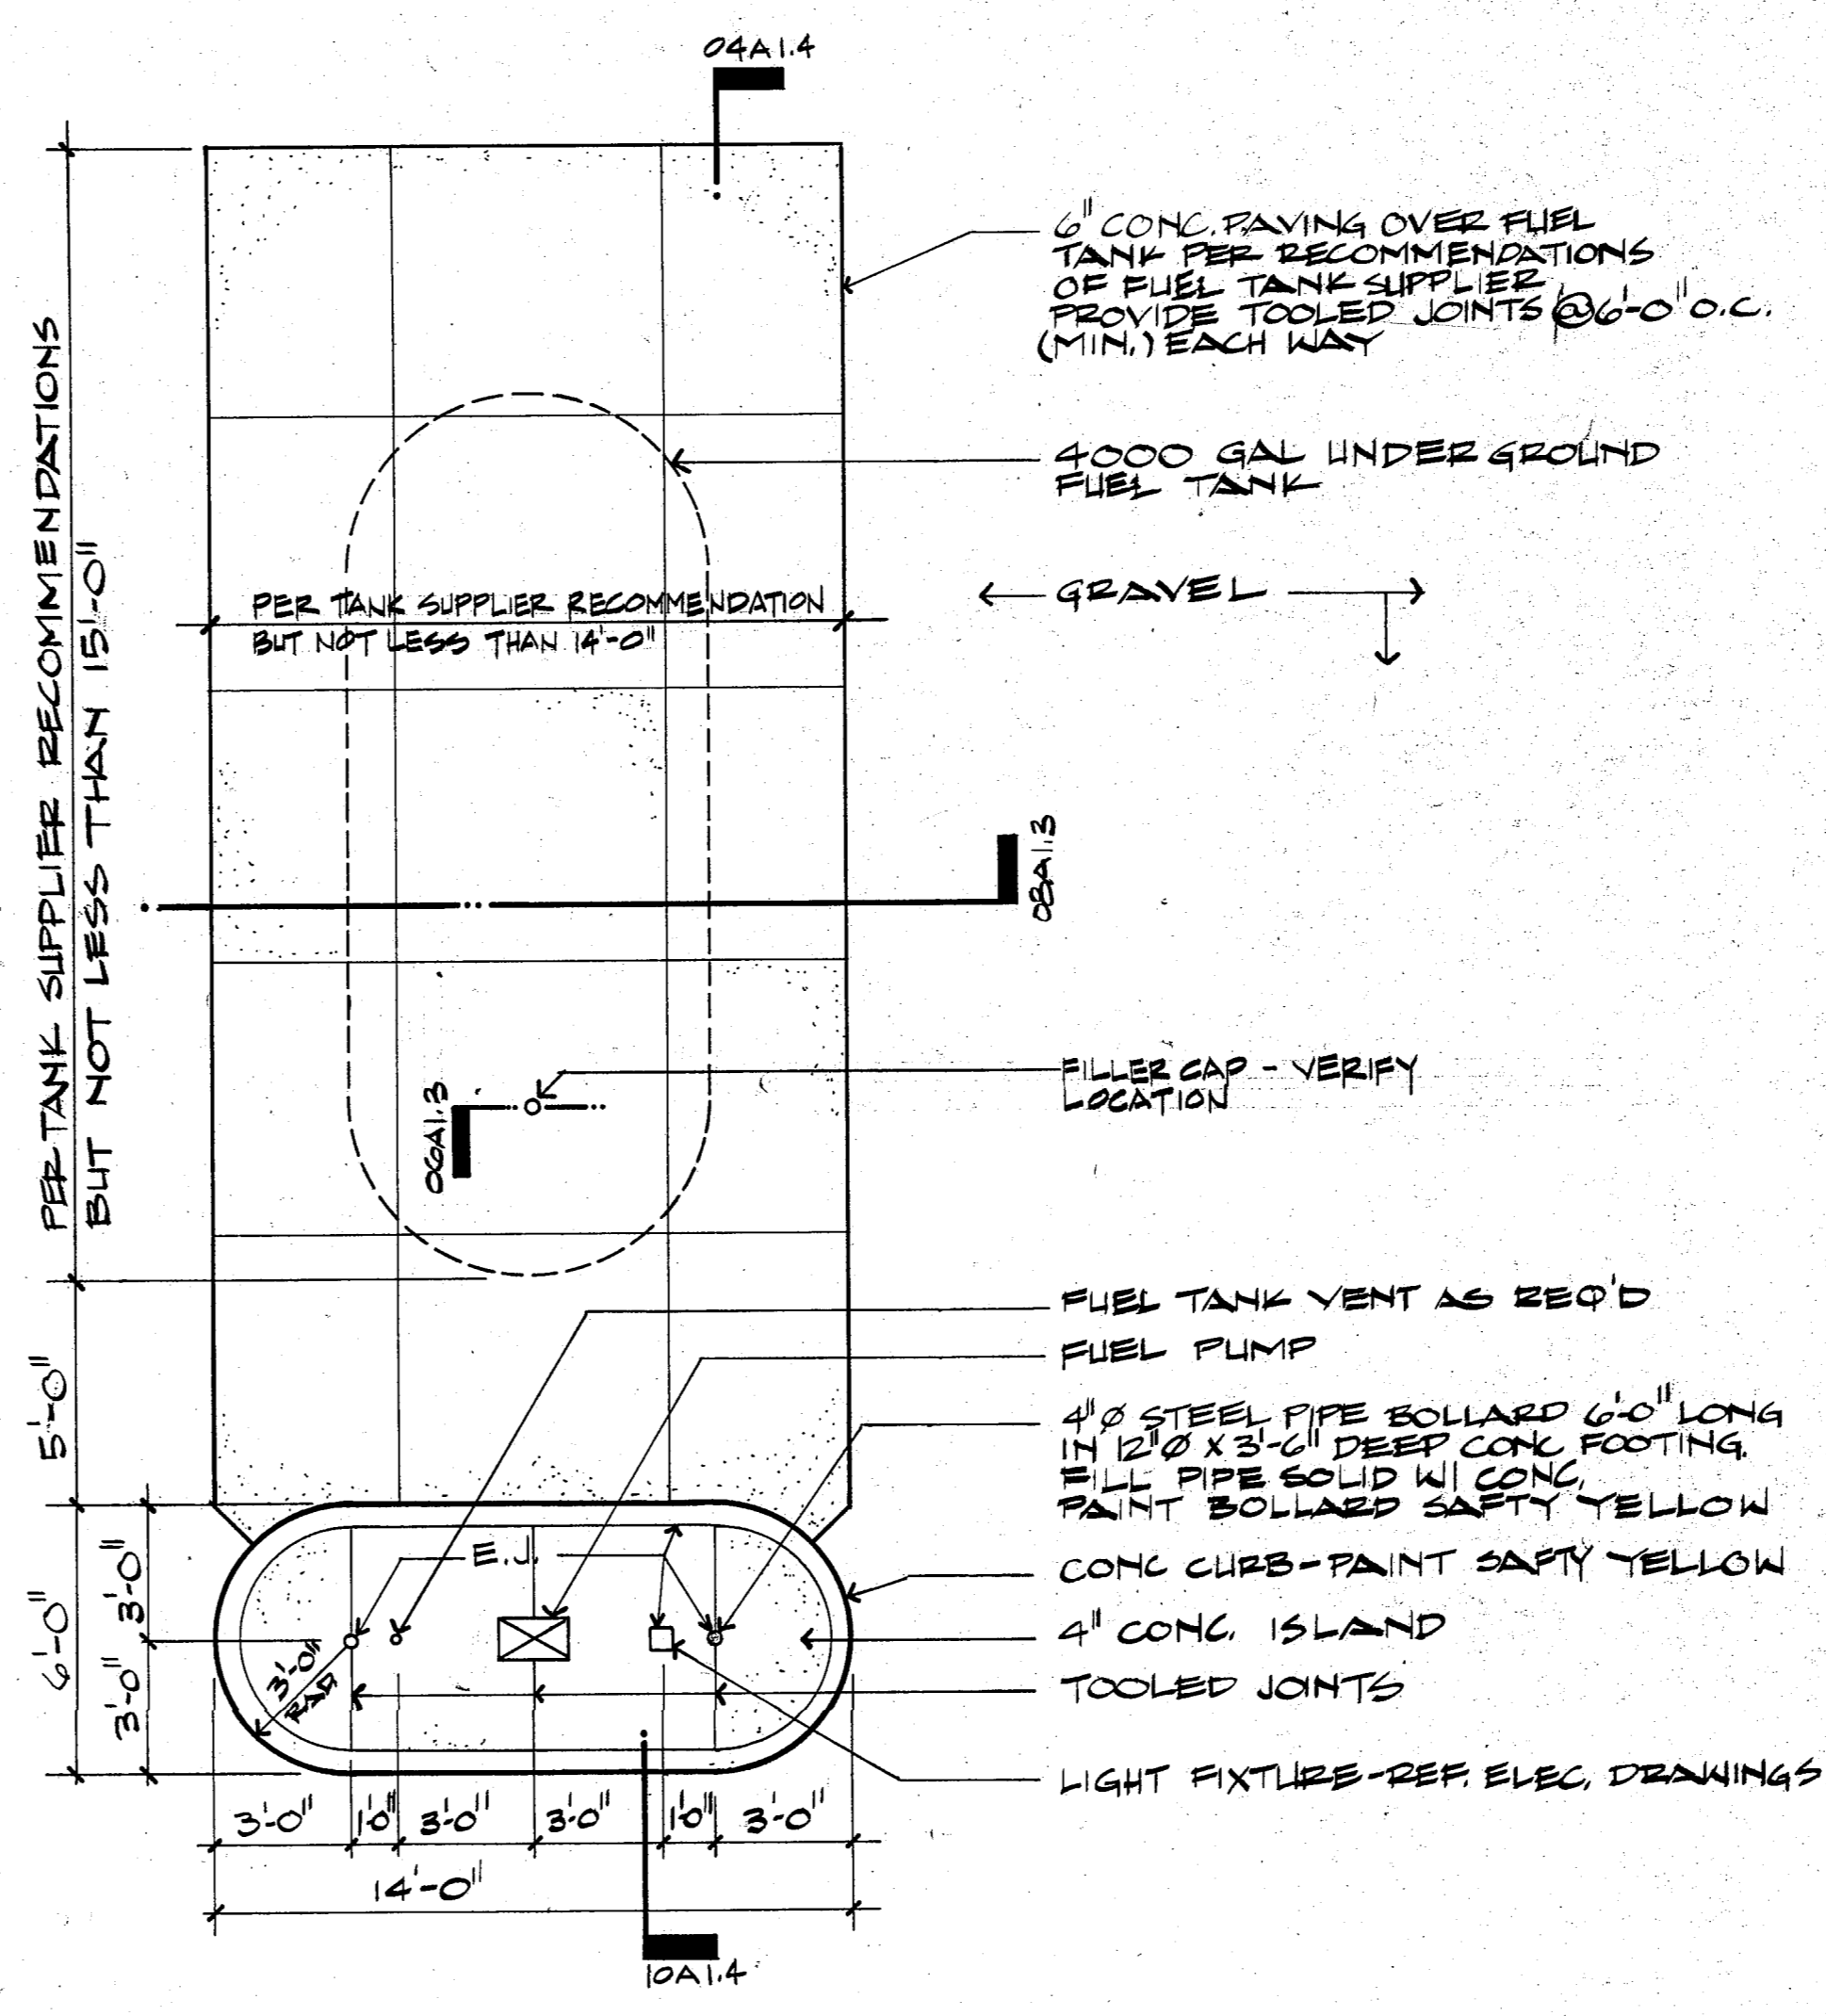 04A1.4
6" CONC. PAVING OVER FUEL
TANK PER RECOMMENDATIONS
OF FUEL TANK SUPPLIER
PROVIDE TOOLED JOINTS @ 6'-0" O.C.
(MIN.) EACH WAY
4000 GAL UNDERGROUND
FUEL TANK
PER TANK SUPPLIER RECOMMENDATIONS
BUT NOT LESS THAN 15'-0"
PER TANK SUPPLIER RECOMMENDATION
BUT NOT LESS THAN 14'-0"
GRAVEL
08A1.3
FILLER CAP - VERIFY
LOCATION
06A1.3
FUEL TANK VENT AS REQ'D
FUEL PUMP
5'-0"
4"Ø STEEL PIPE BOLLARD 6'-0" LONG
IN 12"Ø X 3'-6" DEEP CONC FOOTING.
FILL PIPE SOLID W/ CONC.
PAINT BOLLARD SAFTY YELLOW
E.J.
CONC CURB-PAINT SAFTY YELLOW
6'-0"
3'-0"
3'-0"
3'-0"
RAD
4" CONC. ISLAND
TOOLED JOINTS
LIGHT FIXTURE-REF. ELEC. DRAWINGS
3'-0" 1'-0" 3'-0" 3'-0" 1'-0" 3'-0"
14'-0"
10A1.4